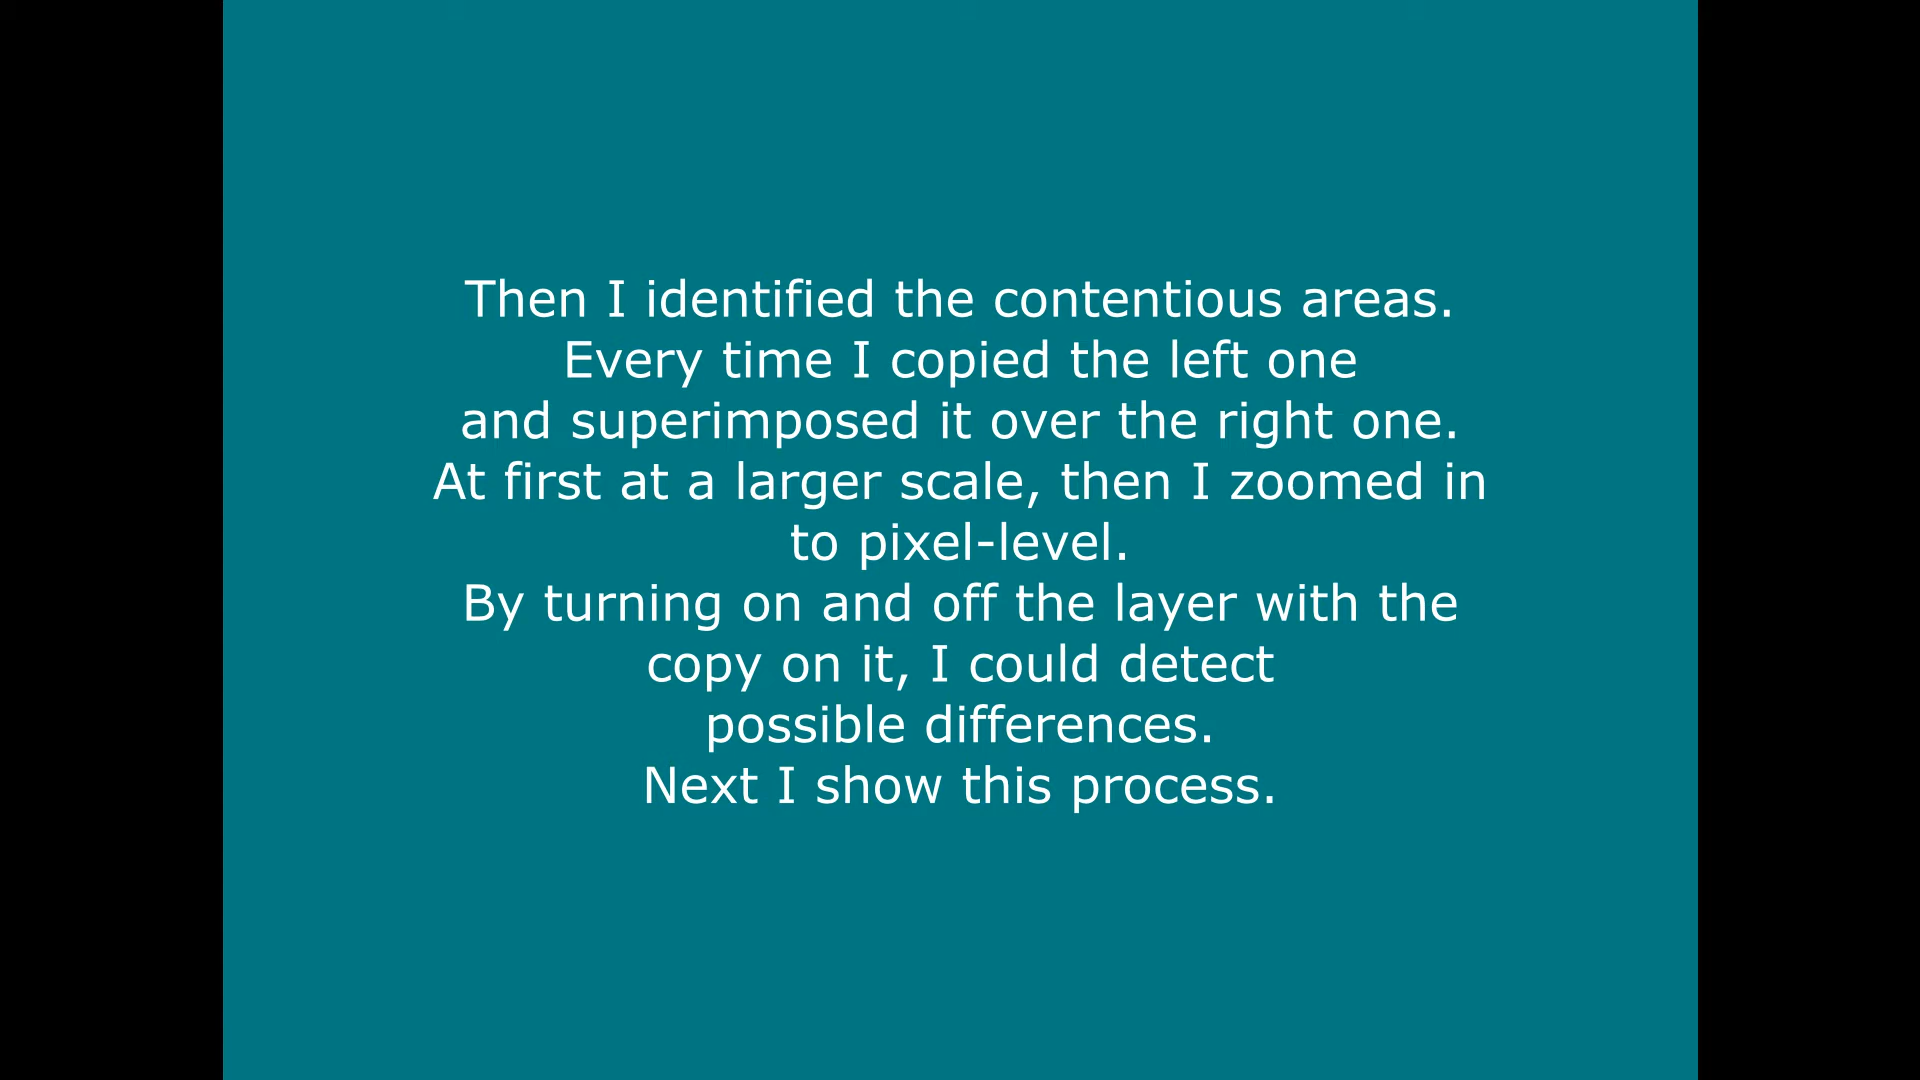 Then I identified the contentious areas.
Every time I copied the left one
and superimposed it over the right one.
At first at a larger scale, then I zoomed in
to pixel-level.
By turning on and off the layer with the
copy on it, I could detect
possible differences.
Next I show this process.